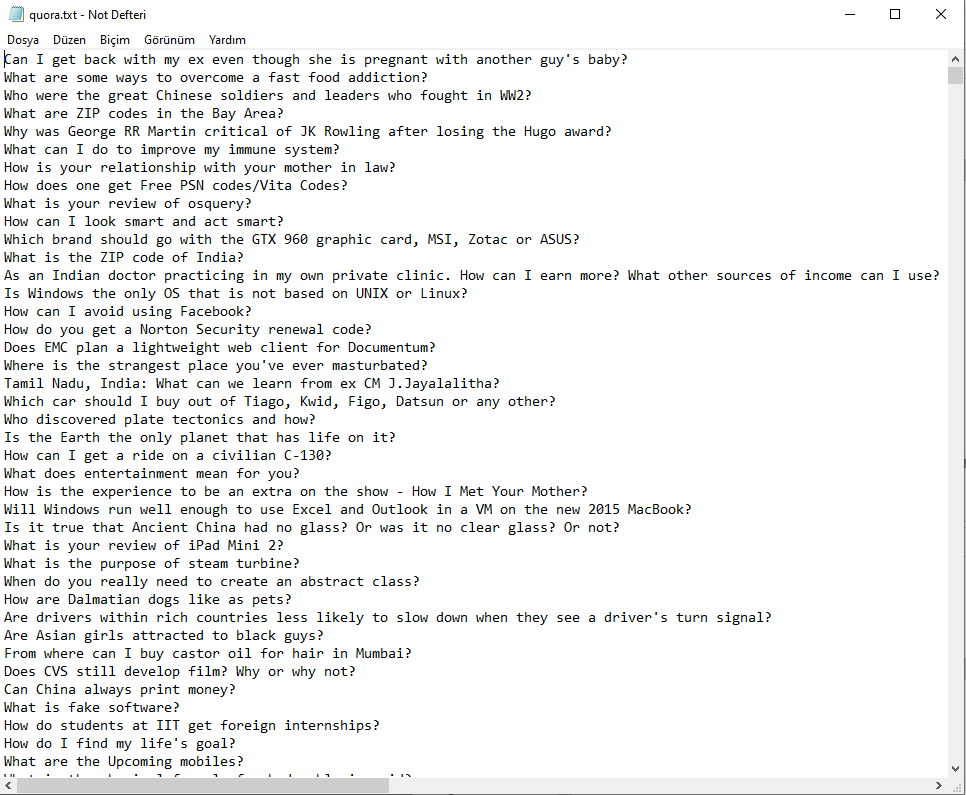 quora.txt - Not Defteri
Dosya Düzen Biçim Görünüm Yardım
Can I get back with my ex even though she is pregnant with another guy's baby?
What are some ways to overcome a fast food addiction?
Who were the great Chinese soldiers and leaders who fought in WW2?
What are ZIP codes in the Bay Area?
Why was George RR Martin critical of JK Rowling after losing the Hugo award?
What can I do to improve my immune system?
How is your relationship with your mother in law?
How does one get Free PSN codes/Vita Codes?
What is your review of osquery?
How can I look smart and act smart?
Which brand should go with the GTX 960 graphic card, MSI, Zotac or ASUS?
What is the ZIP code of India?
As an Indian doctor practicing in my own private clinic. How can I earn more? What other sources of income can I use?
Is Windows the only OS that is not based on UNIX or Linux?
How can I avoid using Facebook?
How do you get a Norton Security renewal code?
Does EMC plan a lightweight web client for Documentum?
Where is the strangest place you've ever masturbated?
Tamil Nadu, India: What can we learn from ex CM J.Jayalalitha?
Which car should I buy out of Tiago, Kwid, Figo, Datsun or any other?
Who discovered plate tectonics and how?
Is the Earth the only planet that has life on it?
How can I get a ride on a civilian C-130?
What does entertainment mean for you?
How is the experience to be an extra on the show - How I Met Your Mother?
Will Windows run well enough to use Excel and Outlook in a VM on the new 2015 MacBook?
Is it true that Ancient China had no glass? Or was it no clear glass? Or not?
What is your review of iPad Mini 2?
What is the purpose of steam turbine?
When do you really need to create an abstract class?
How are Dalmatian dogs like as pets?
Are drivers within rich countries less likely to slow down when they see a driver's turn signal?
Are Asian girls attracted to black guys?
From where can I buy castor oil for hair in Mumbai?
Does CVS still develop film? Why or why not?
Can China always print money?
What is fake software?
How do students at IIT get foreign internships?
How do I find my life's goal?
What are the Upcoming mobiles?